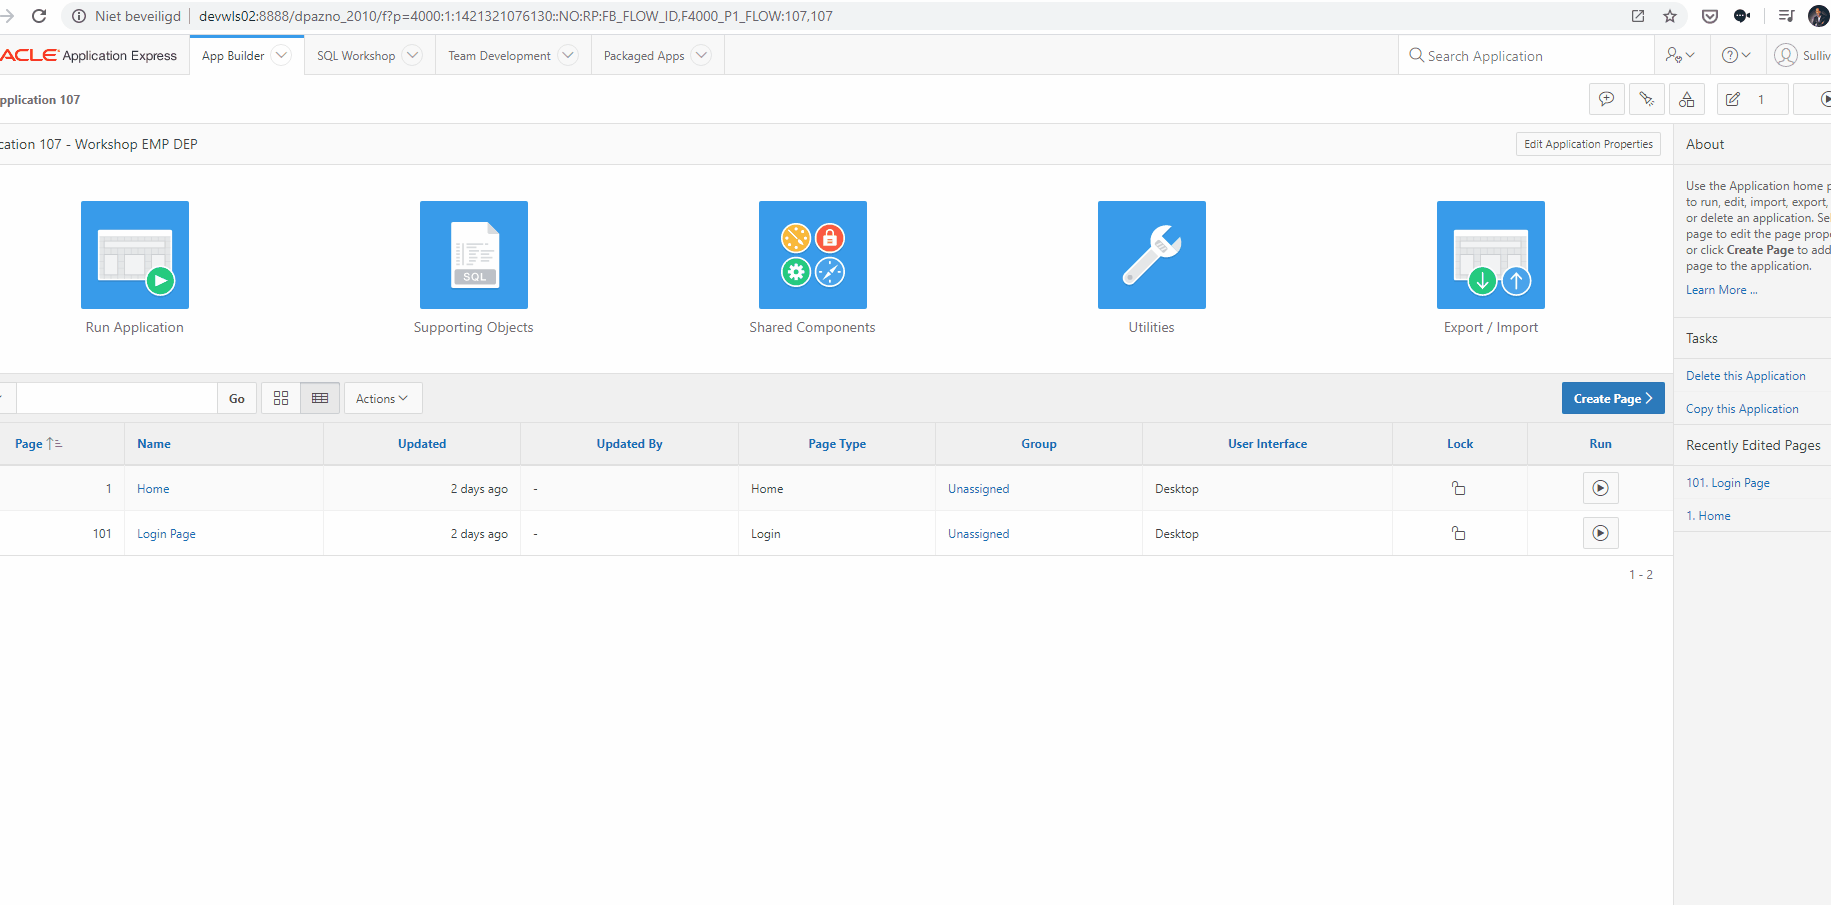 Niet beveiligd devwls02:8888/dpazno_2010/f?p=4000:1:1421321076130::NO:RP:FB_FLOW_ID,F4000_P1_FLOW:107,107
ACLE Application Express App Builder SQL Workshop Team Development Packaged Apps Search Application Sulliv
pplication 107 1
cation 107 - Workshop EMP DEP Edit Application Properties
Run Application Supporting Objects Shared Components Utilities Export / Import
SQL
Go Actions Create Page
Page Name Updated Updated By Page Type Group User Interface Lock Run
1 Home 2 days ago - Home Unassigned Desktop
101 Login Page 2 days ago - Login Unassigned Desktop
1 - 2
About
Use the Application home p
to run, edit, import, export,
or delete an application. Sel
page to edit the page prope
or click Create Page to add
page to the application.
Learn More ...
Tasks
Delete this Application
Copy this Application
Recently Edited Pages
101. Login Page
1. Home